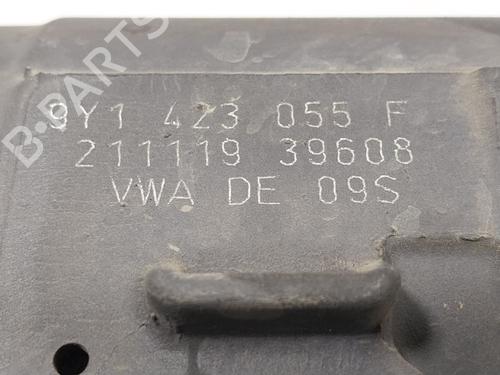 B-PARTS
9Y1 423 055 F
211119 39608
VWA DE 09S